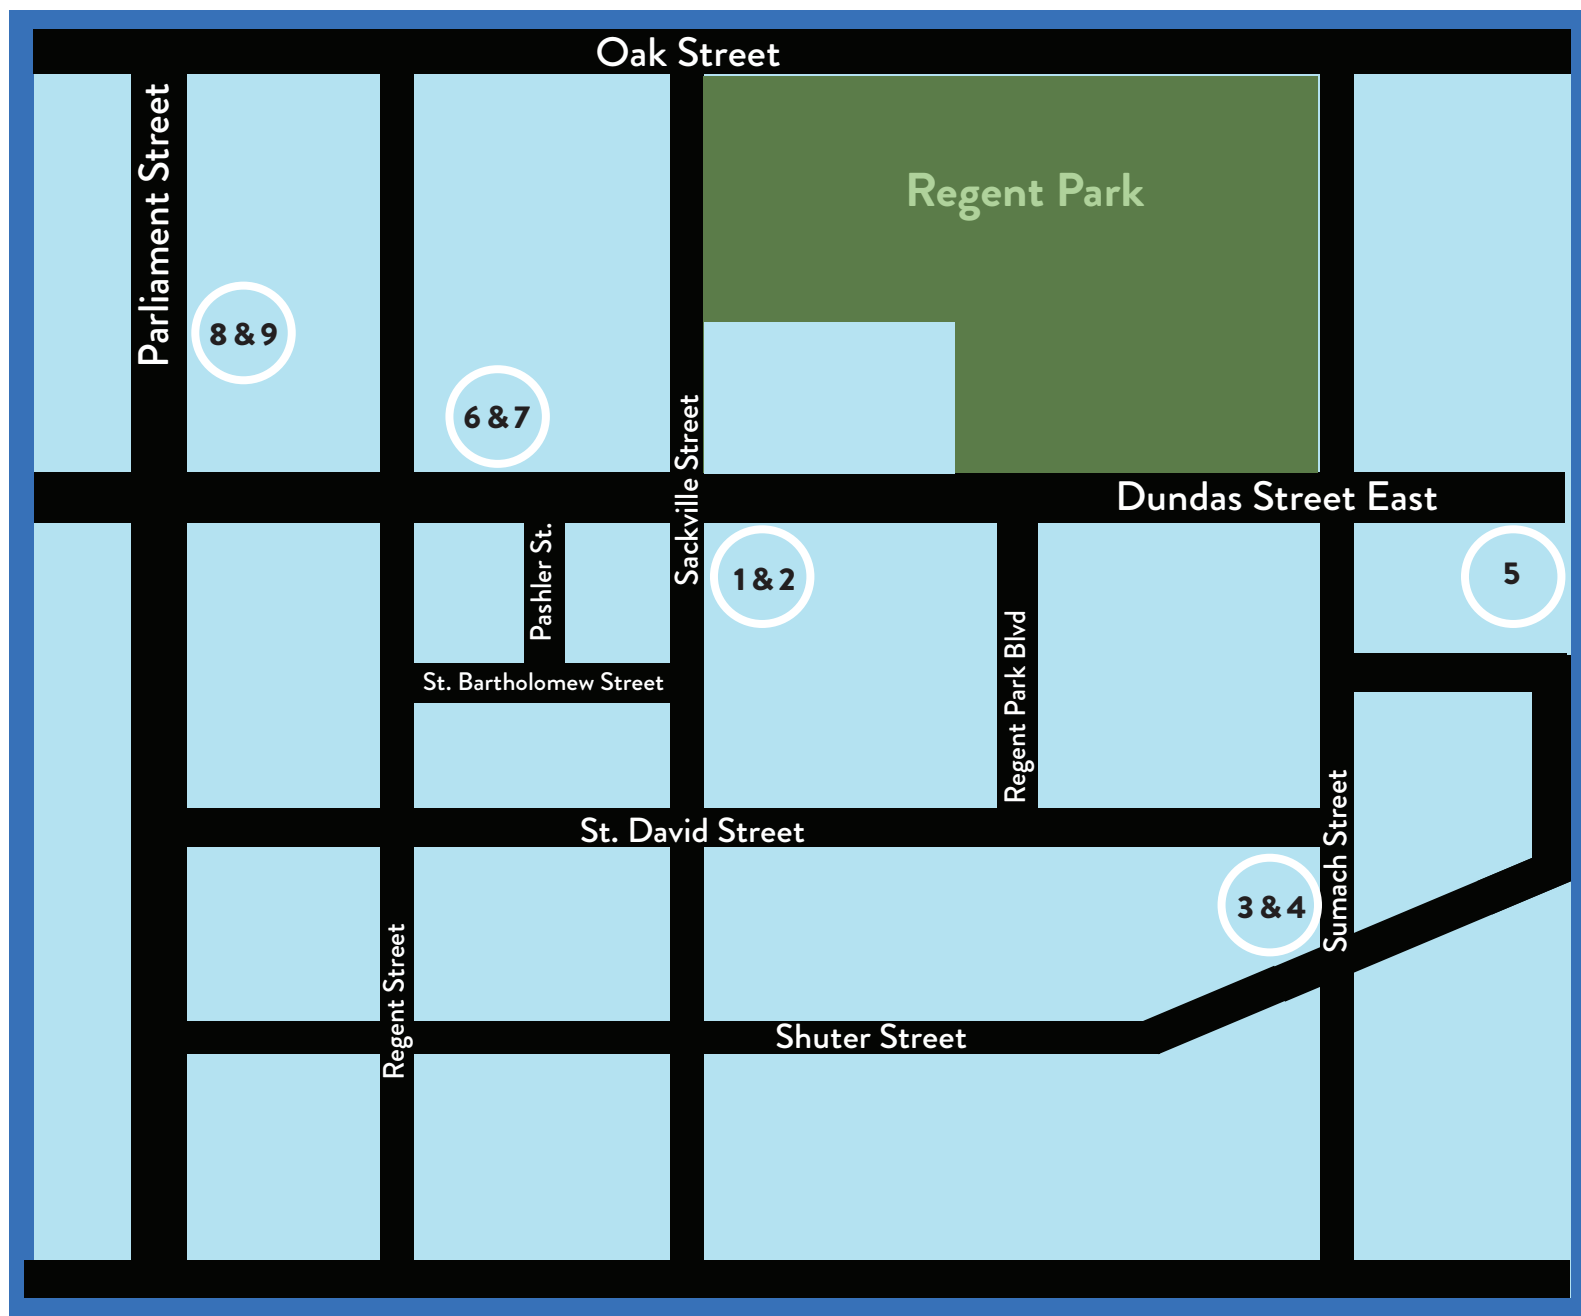 Oak Street
Parliament Street
Regent Park
8 & 9
6 & 7
Sackville Street
Dundas Street East
Pashler St.
1 & 2
5
Regent Park Blvd
St. Bartholomew Street
St. David Street
Sumach Street
3 & 4
Regent Street
Shuter Street